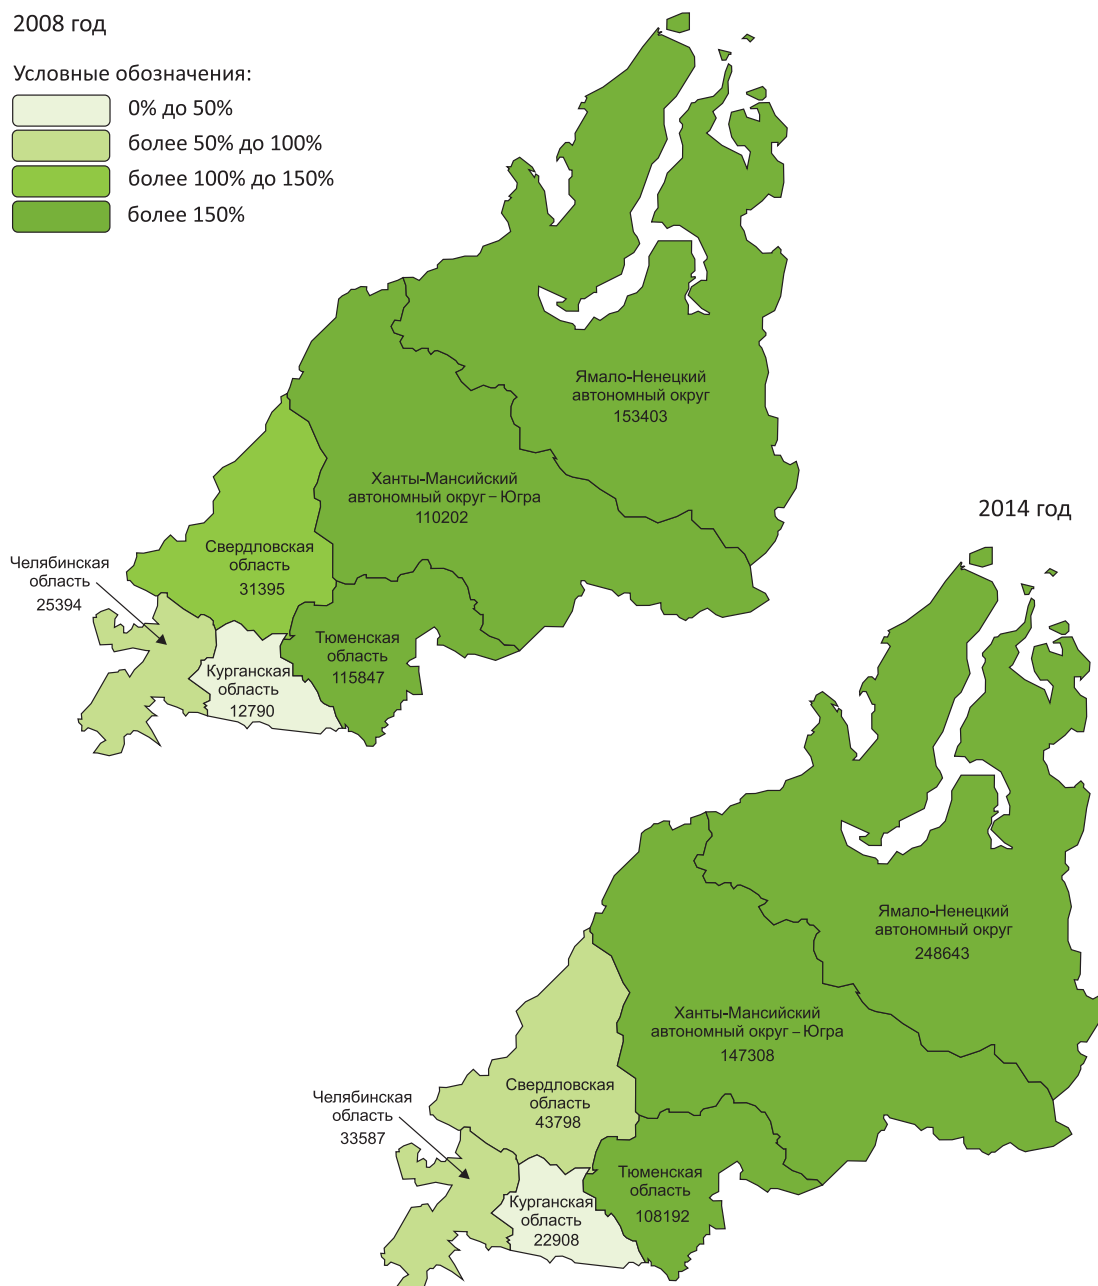 2008 год
Условные обозначения:
0% до 50%
более 50% до 100%
более 100% до 150%
более 150%
Ямало-Ненецкий
автономный округ
153403
Ханты-Мансийский
автономный округ – Югра
110202
Свердловская
область
31395
Челябинская
область
25394
Тюменская
область
115847
Курганская
область
12790
2014 год
Ямало-Ненецкий
автономный округ
248643
Ханты-Мансийский
автономный округ – Югра
147308
Свердловская
область
43798
Челябинская
область
33587
Тюменская
область
108192
Курганская
область
22908